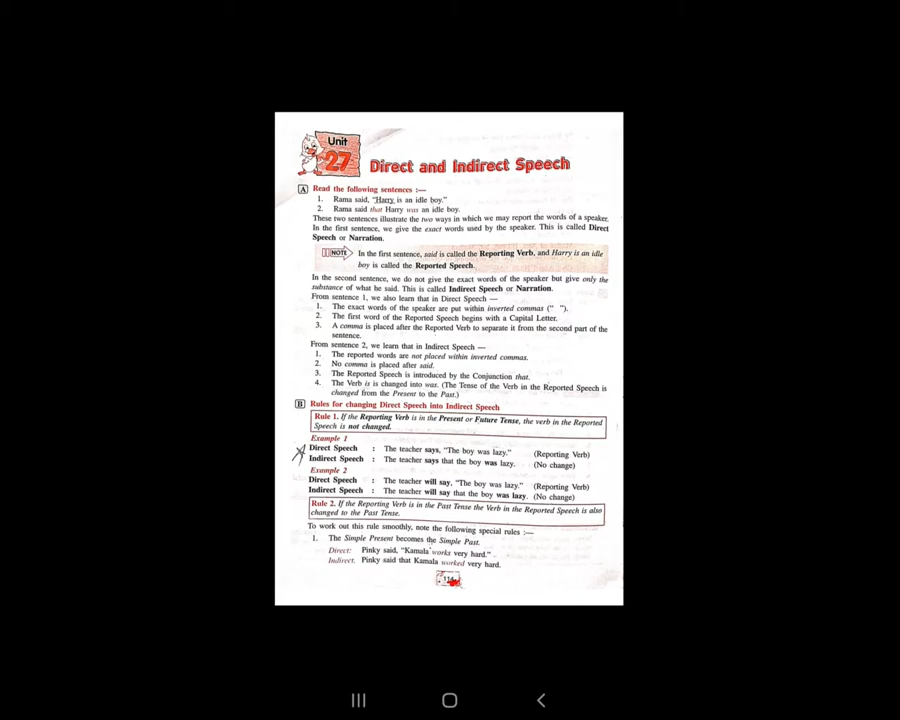 Unit
27
Direct and Indirect Speech
A Read the following sentences :—
1. Rama said, "Harry is an idle boy."
2. Rama said that Harry was an idle boy.
These two sentences illustrate the two ways in which we may report the words of a speaker.
In the first sentence, we give the exact words used by the speaker. This is called Direct
Speech or Narration.
NOTE In the first sentence, said is called the Reporting Verb, and Harry is an idle
boy is called the Reported Speech.
In the second sentence, we do not give the exact words of the speaker but give only the
substance of what he said. This is called Indirect Speech or Narration.
From sentence 1, we also learn that in Direct Speech —
1. The exact words of the speaker are put within inverted commas (" ").
2. The first word of the Reported Speech begins with a Capital Letter.
3. A comma is placed after the Reported Verb to separate it from the second part of the
sentence.
From sentence 2, we learn that in Indirect Speech —
1. The reported words are not placed within inverted commas.
2. No comma is placed after said.
3. The Reported Speech is introduced by the Conjunction that.
4. The Verb is is changed into was. (The Tense of the Verb in the Reported Speech is
changed from the Present to the Past.)
B Rules for changing Direct Speech into Indirect Speech
Rule 1. If the Reporting Verb is in the Present or Future Tense, the verb in the Reported
Speech is not changed.
Example 1
Direct Speech : The teacher says, "The boy was lazy." (Reporting Verb)
Indirect Speech : The teacher says that the boy was lazy. (No change)
Example 2
Direct Speech : The teacher will say, "The boy was lazy." (Reporting Verb)
Indirect Speech : The teacher will say that the boy was lazy. (No change)
Rule 2. If the Reporting Verb is in the Past Tense the Verb in the Reported Speech is also
changed to the Past Tense.
To work out this rule smoothly, note the following special rules :—
1. The Simple Present becomes the Simple Past.
Direct: Pinky said, "Kamala works very hard."
Indirect. Pinky said that Kamala worked very hard.